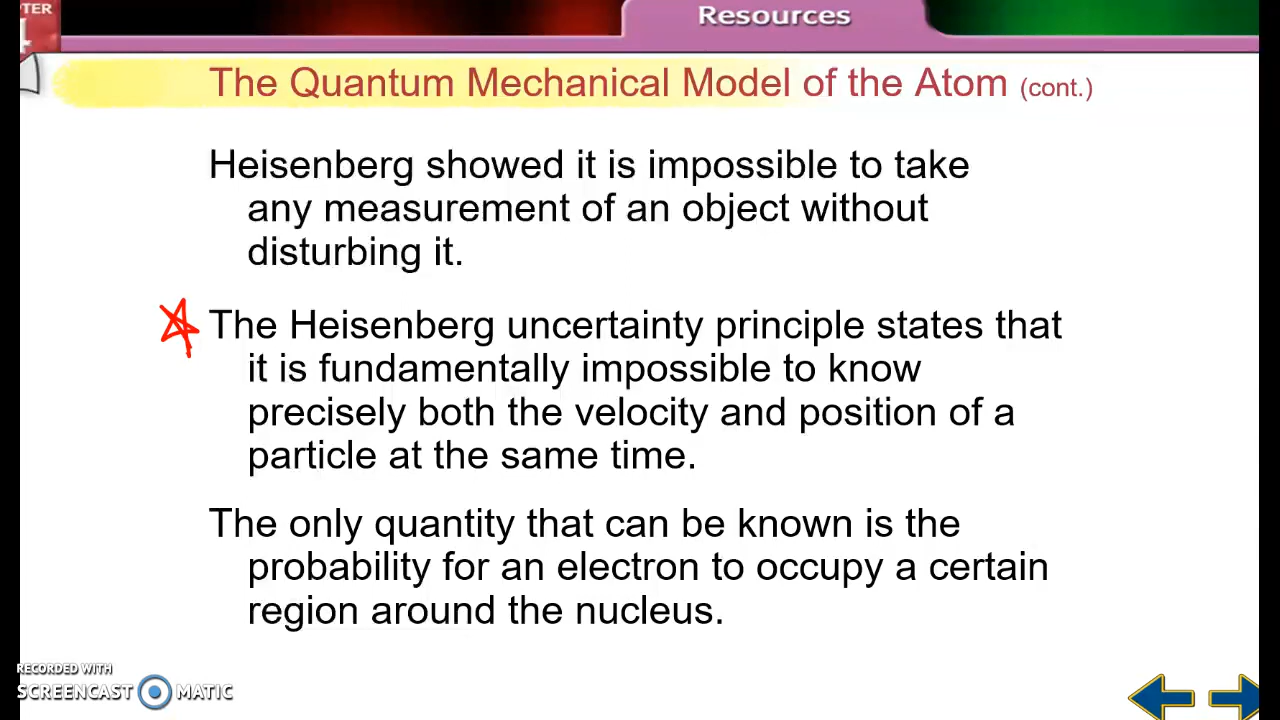 TER
4
Resources
The Quantum Mechanical Model of the Atom (cont.)
Heisenberg showed it is impossible to take
any measurement of an object without
disturbing it.
The Heisenberg uncertainty principle states that
it is fundamentally impossible to know
precisely both the velocity and position of a
particle at the same time.
The only quantity that can be known is the
probability for an electron to occupy a certain
region around the nucleus.
RECORDED WITH
SCREENCAST MATIC